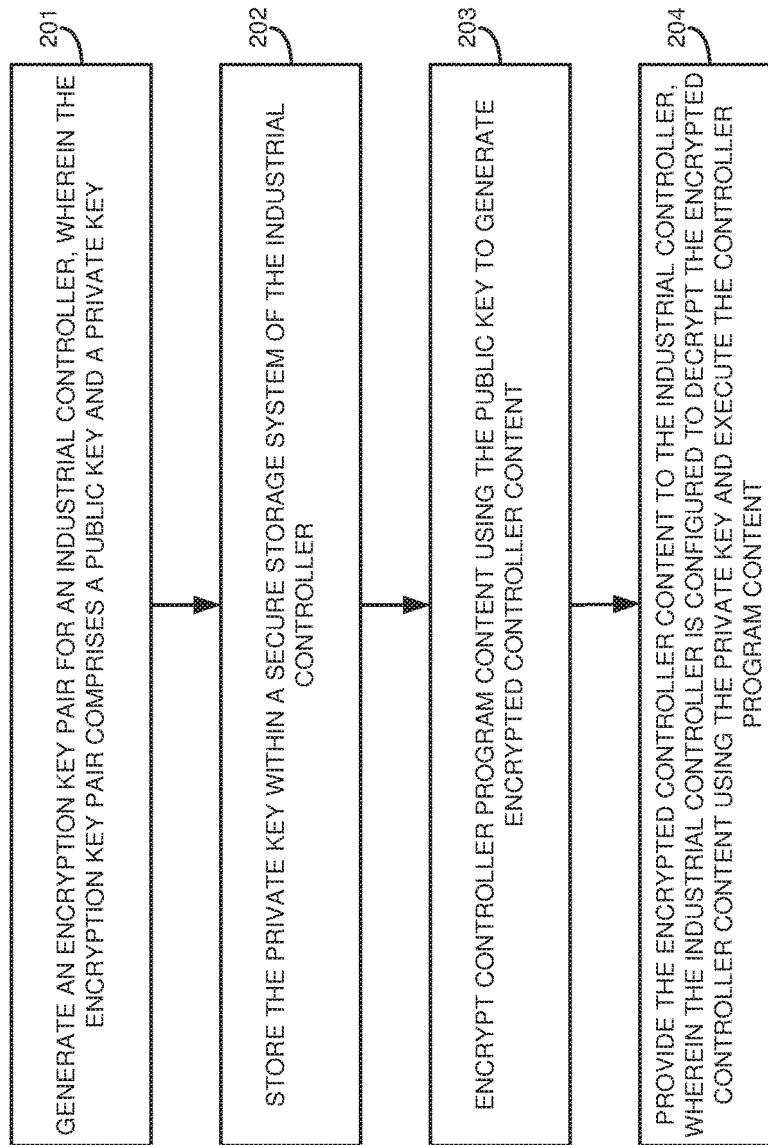 201
GENERATE AN ENCRYPTION KEY PAIR FOR AN INDUSTRIAL CONTROLLER, WHEREIN THE
ENCRYPTION KEY PAIR COMPRISES A PUBLIC KEY AND A PRIVATE KEY
202
STORE THE PRIVATE KEY WITHIN A SECURE STORAGE SYSTEM OF THE INDUSTRIAL
CONTROLLER
203
ENCRYPT CONTROLLER PROGRAM CONTENT USING THE PUBLIC KEY TO GENERATE
ENCRYPTED CONTROLLER CONTENT
204
PROVIDE THE ENCRYPTED CONTROLLER CONTENT TO THE INDUSTRIAL CONTROLLER,
WHEREIN THE INDUSTRIAL CONTROLLER IS CONFIGURED TO DECRYPT THE ENCRYPTED
CONTROLLER CONTENT USING THE PRIVATE KEY AND EXECUTE THE CONTROLLER
PROGRAM CONTENT